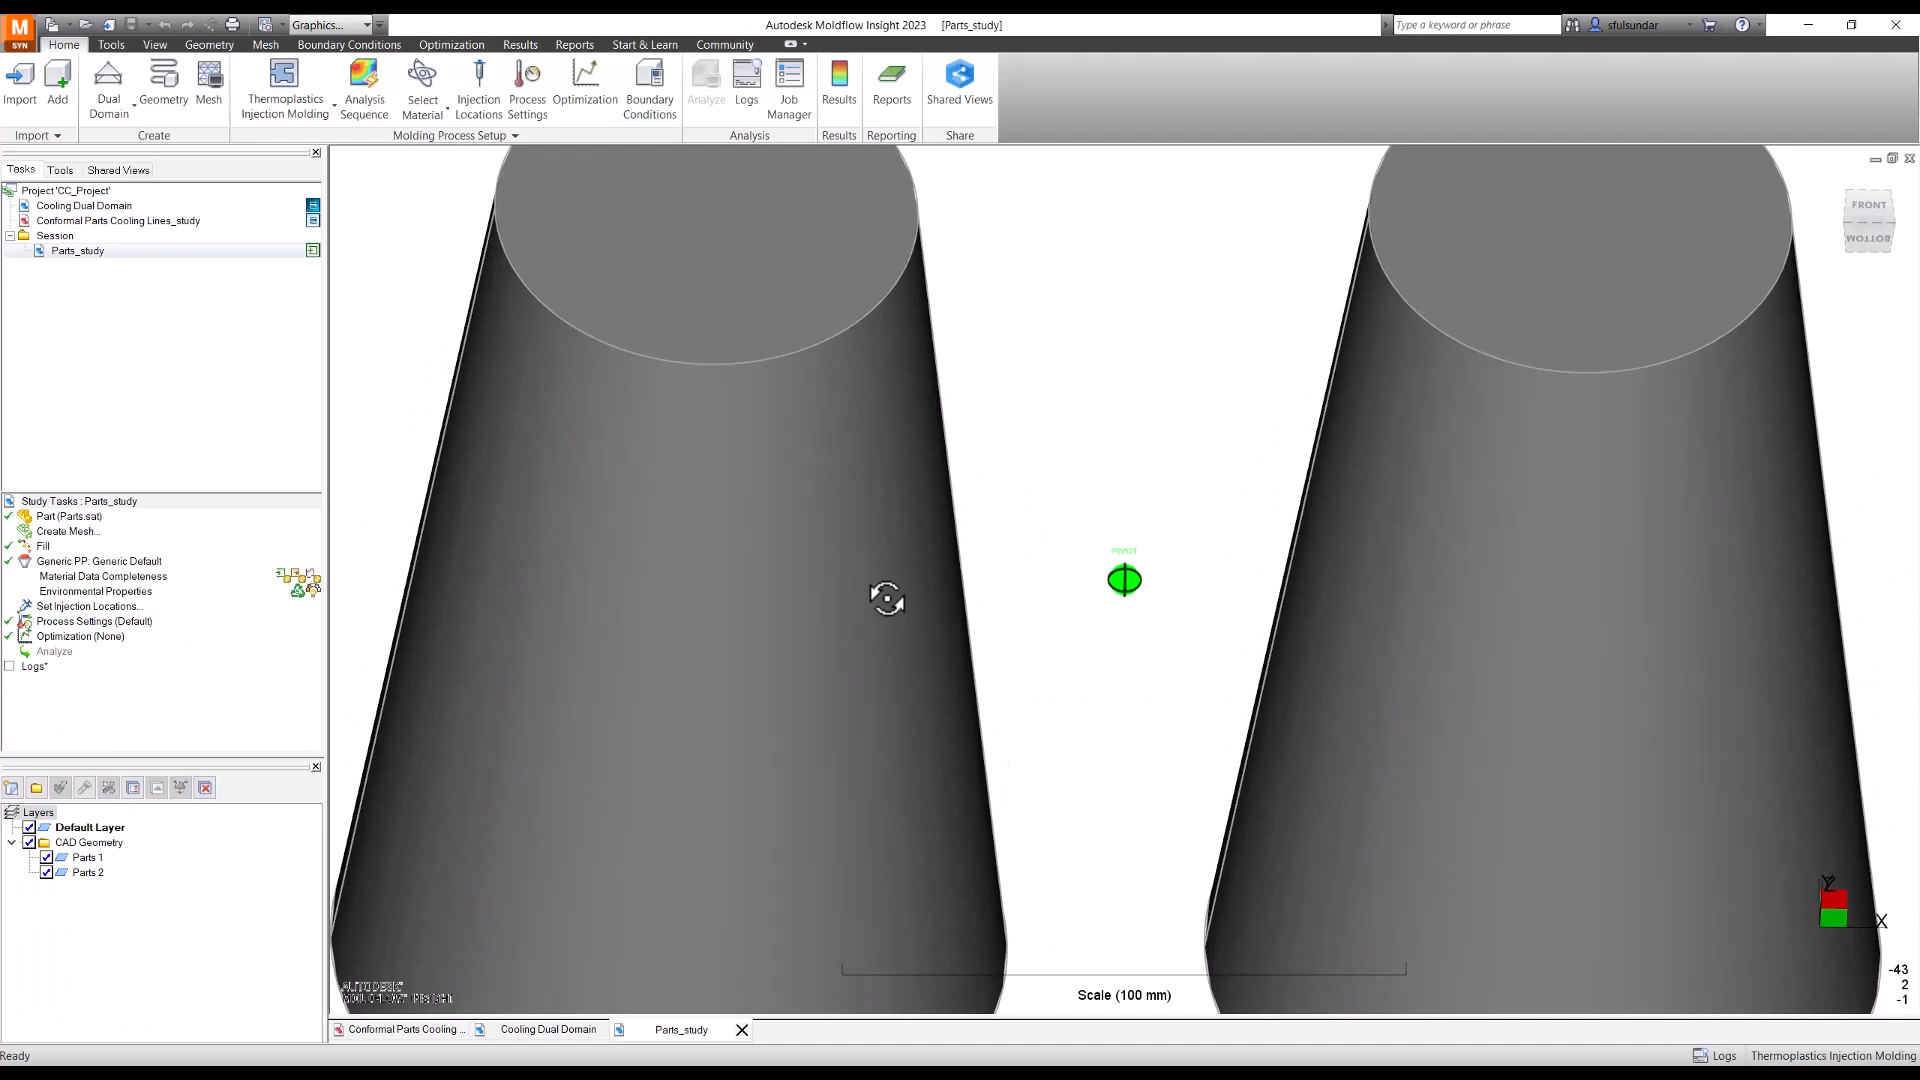 M
SYN
Graphics...
Autodesk Moldflow Insight 2023 [Parts_study]
Type a keyword or phrase
sfulsundar
Home
Tools
View
Geometry
Mesh
Boundary Conditions
Optimization
Results
Reports
Start & Learn
Community
Import
Add
Dual Domain
Geometry
Mesh
Thermoplastics Injection Molding
Analysis Sequence
Select Material
Injection Locations
Process Settings
Optimization
Boundary Conditions
Analyze
Logs
Job Manager
Results
Reports
Shared Views
Import
Create
Molding Process Setup
Analysis
Results
Reporting
Share
Tasks
Tools
Shared Views
Project 'CC_Project'
Cooling Dual Domain
Conformal Parts Cooling Lines_study
Session
Parts_study
Study Tasks : Parts_study
Part (Parts.sat)
Create Mesh...
Fill
Generic PP: Generic Default
Material Data Completeness
Environmental Properties
Set Injection Locations...
Process Settings (Default)
Optimization (None)
Analyze
Logs*
Layers
Default Layer
CAD Geometry
Parts 1
Parts 2
FRONT
BOTTOM
PIVOT
X
-43
2
-1
AUTODESK
MOLDFLOW INSIGHT
Scale (100 mm)
Conformal Parts Cooling ...
Cooling Dual Domain
Parts_study
Ready
Logs
Thermoplastics Injection Molding